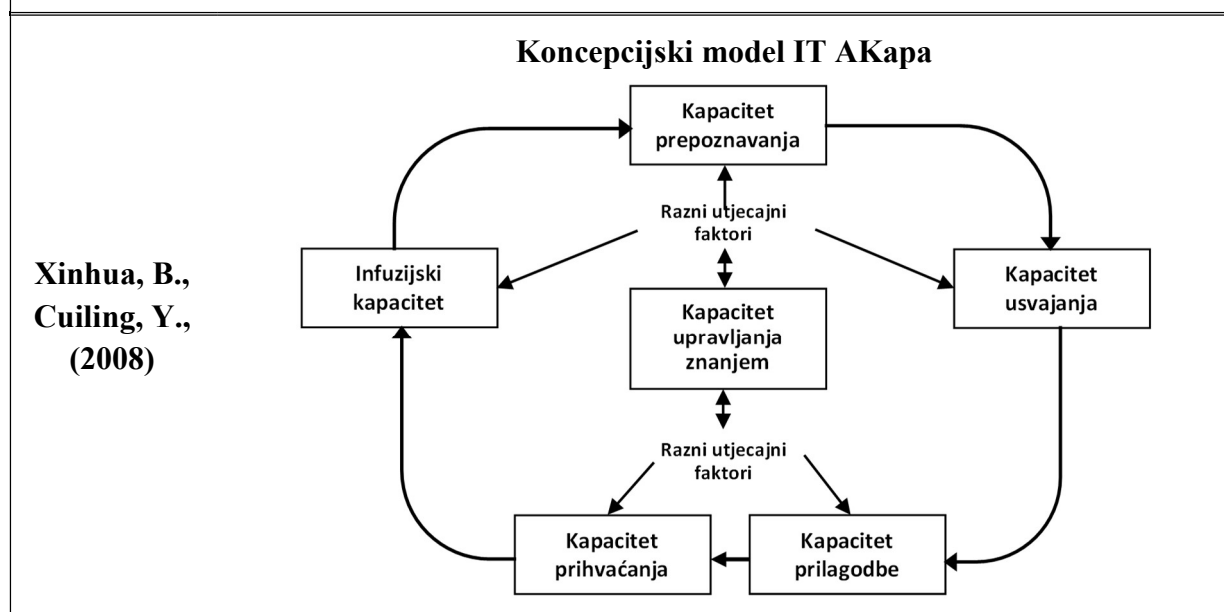 Koncepcijski model IT AKapa
Xinhua, B.,
Cuiling, Y.,
(2008)
Kapacitet
prepoznavanja
Razni utjecajni
faktori
Infuzijski
kapacitet
Kapacitet
upravljanja
znanjem
Kapacitet
usvajanja
Razni utjecajni
faktori
Kapacitet
prihvaćanja
Kapacitet
prilagodbe